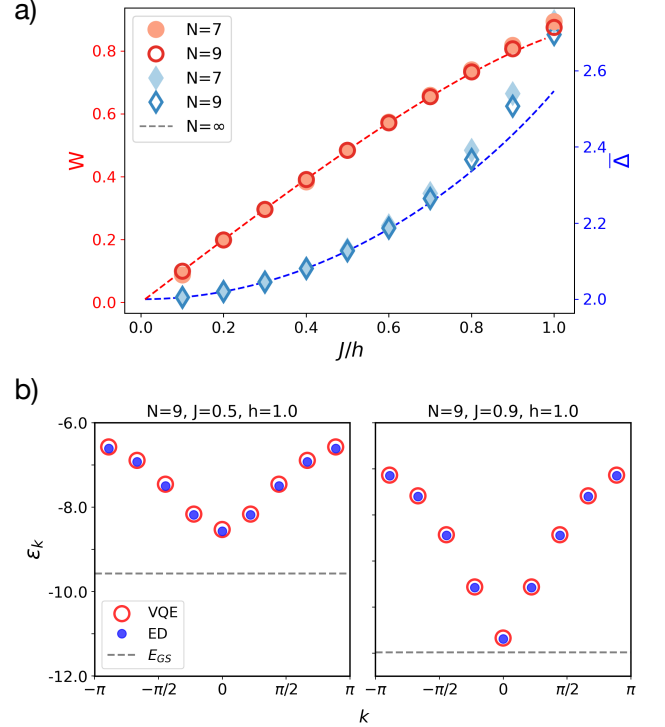 a)
N=7
N=9
N=7
N=9
N=∞
0.8
0.6
0.4
0.2
0.0
W
2.6
2.4
2.2
2.0
Δ̅
0.0 0.2 0.4 0.6 0.8 1.0
J/h
b)
N=9, J=0.5, h=1.0 N=9, J=0.9, h=1.0
-6.0
-8.0
-10.0
-12.0
ε_k
VQE
ED
E_GS
−π −π/2 0 π/2 π −π −π/2 0 π/2 π
k